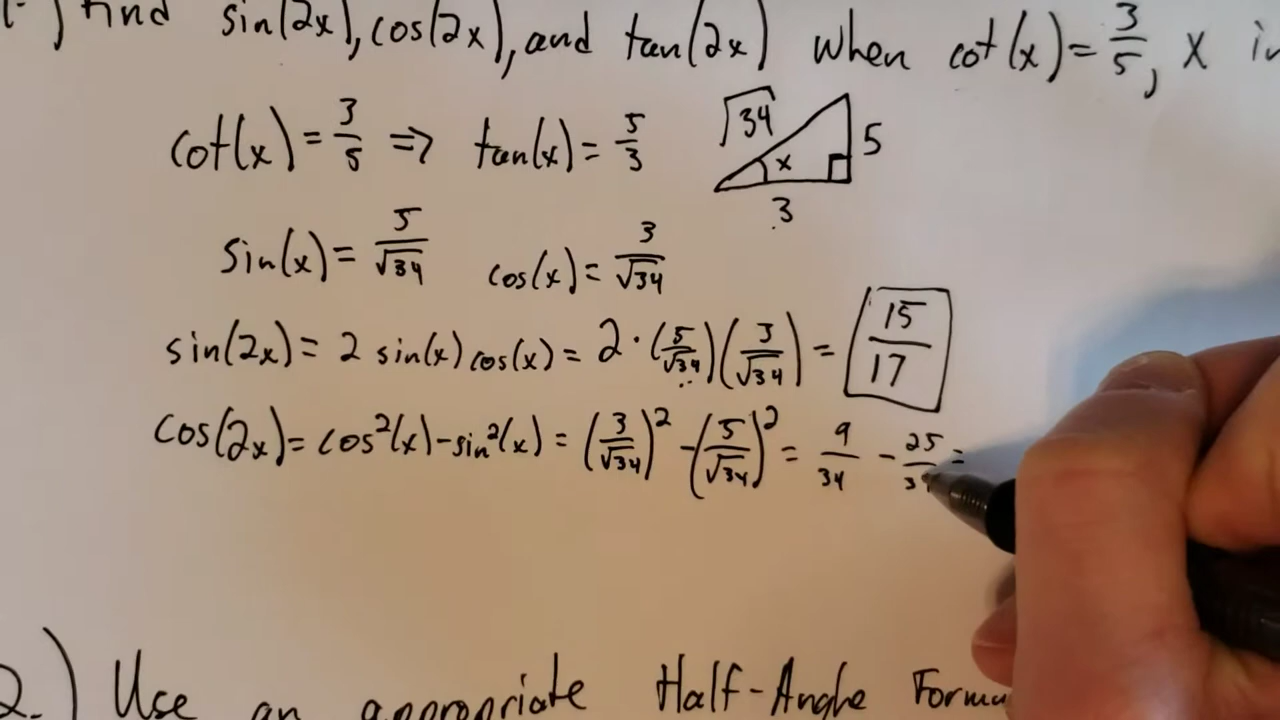 ) Find sin(2x), cos(2x), and tan(2x) when cot(x) = 3/5, x in
cot(x) = 3/5 ⇒ tan(x) = 5/3
√34
x
5
3
sin(x) = 5/√34 cos(x) = 3/√34
sin(2x) = 2 sin(x) cos(x) = 2 · (5/√34)(3/√34) = 15/17
cos(2x) = cos²(x) - sin²(x) = (3/√34)² - (5/√34)² = 9/34 - 25/34 =
2.) Use an appropriate Half-Angle